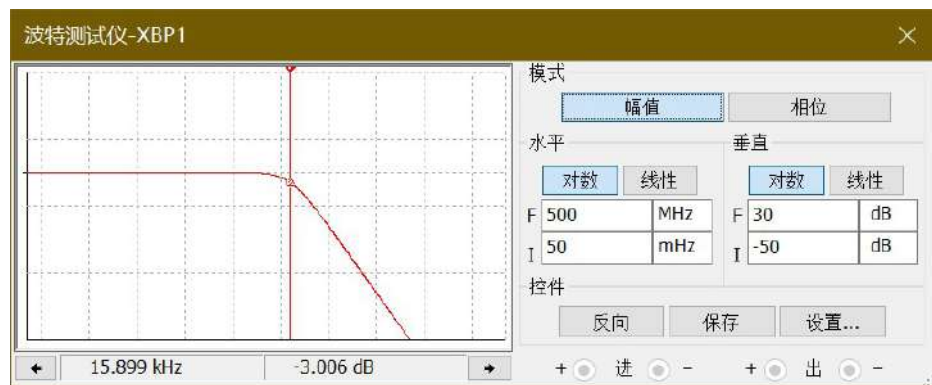 波特测试仪-XBP1
模式
幅值 相位
水平 垂直
对数 线性 对数 线性
F 500 MHz F 30 dB
I 50 mHz I -50 dB
控件
反向 保存 设置...
15.899 kHz -3.006 dB + 进 - + 出 -